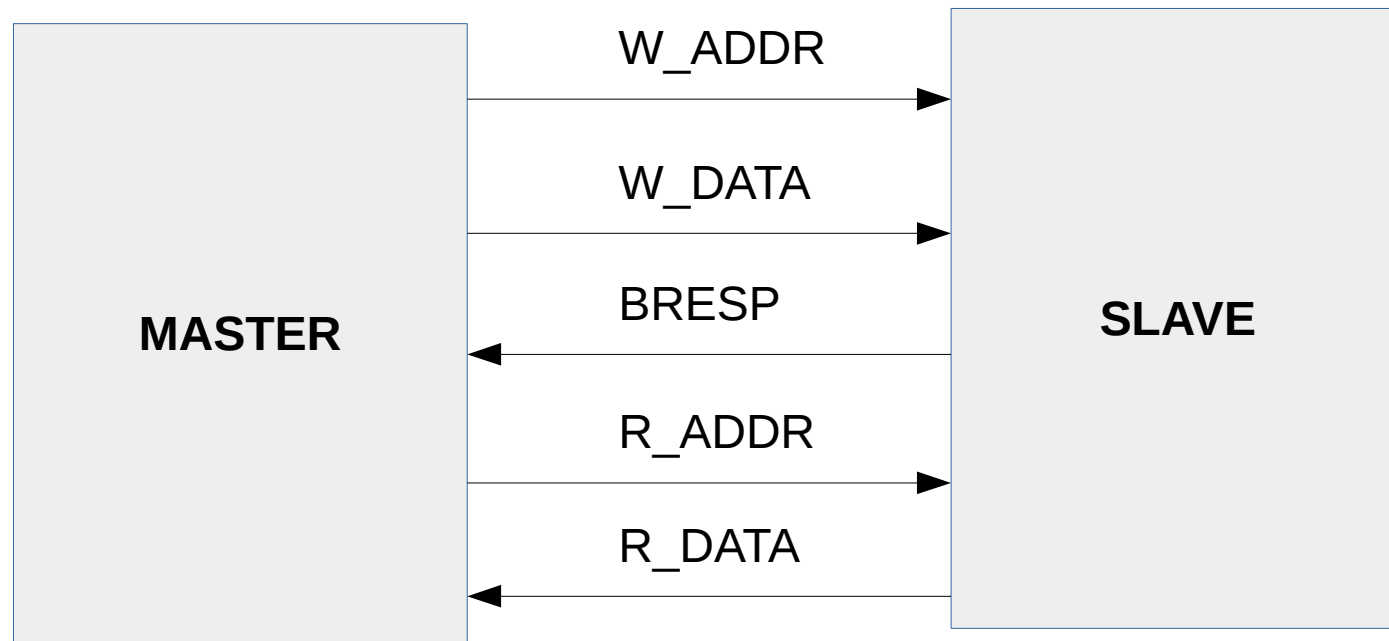 W_ADDR
W_DATA
BRESP
MASTER
SLAVE
R_ADDR
R_DATA